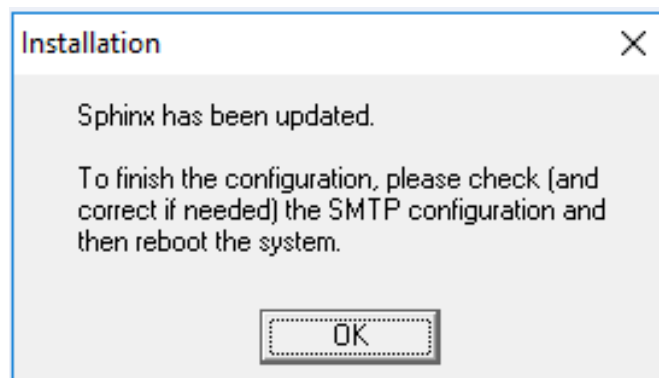 Installation
Sphinx has been updated.
To finish the configuration, please check (and
correct if needed) the SMTP configuration and
then reboot the system.
OK